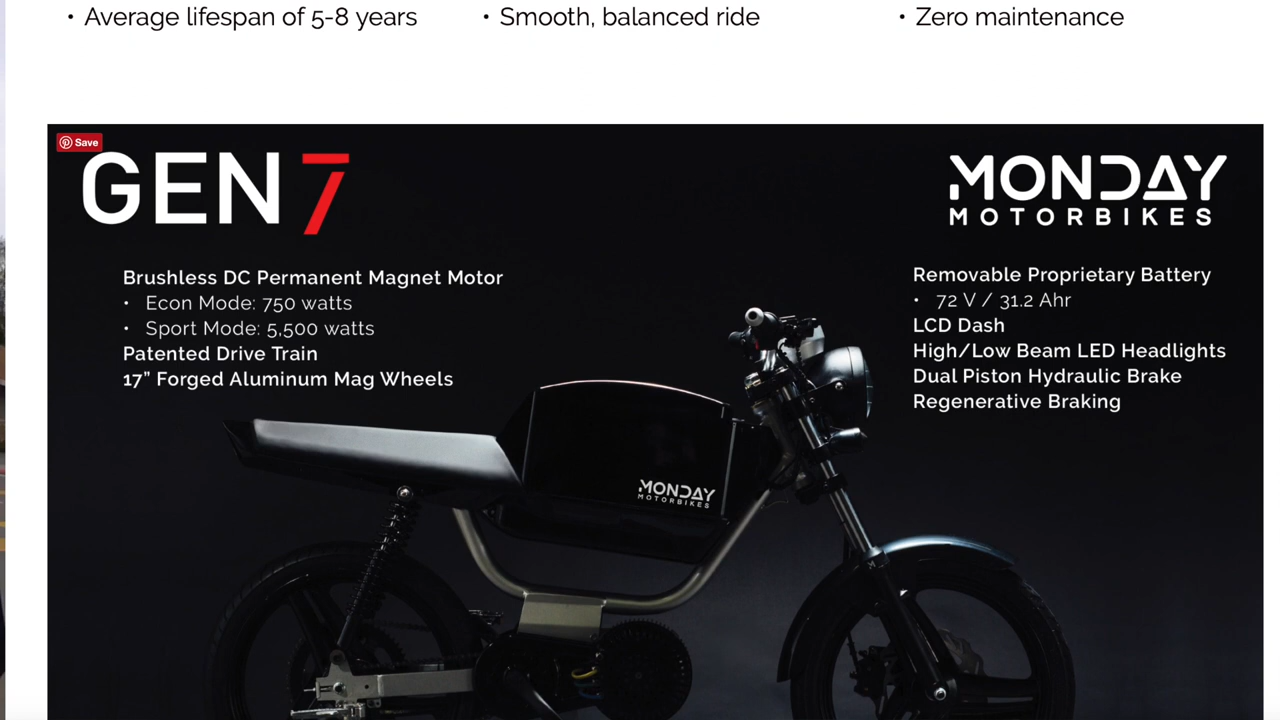 • Average lifespan of 5-8 years
• Smooth, balanced ride
• Zero maintenance
Save
GEN7
MONDAY
MOTORBIKES
Brushless DC Permanent Magnet Motor
• Econ Mode: 750 watts
• Sport Mode: 5,500 watts
Patented Drive Train
17” Forged Aluminum Mag Wheels
Removable Proprietary Battery
• 72 V / 31.2 Ahr
LCD Dash
High/Low Beam LED Headlights
Dual Piston Hydraulic Brake
Regenerative Braking
MONDAY
MOTORBIKES